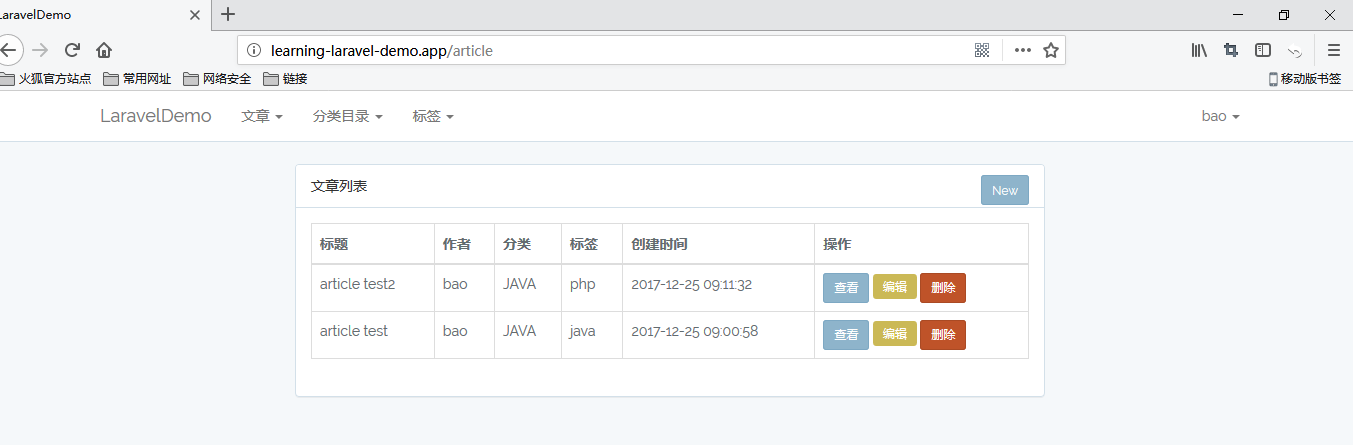 LaravelDemo
learning-laravel-demo.app/article
火狐官方站点 常用网址 网络安全 链接 移动版书签
LaravelDemo 文章 分类目录 标签 bao
文章列表 New
标题 作者 分类 标签 创建时间 操作
article test2 bao JAVA php 2017-12-25 09:11:32 查看 编辑 删除
article test bao JAVA java 2017-12-25 09:00:58 查看 编辑 删除